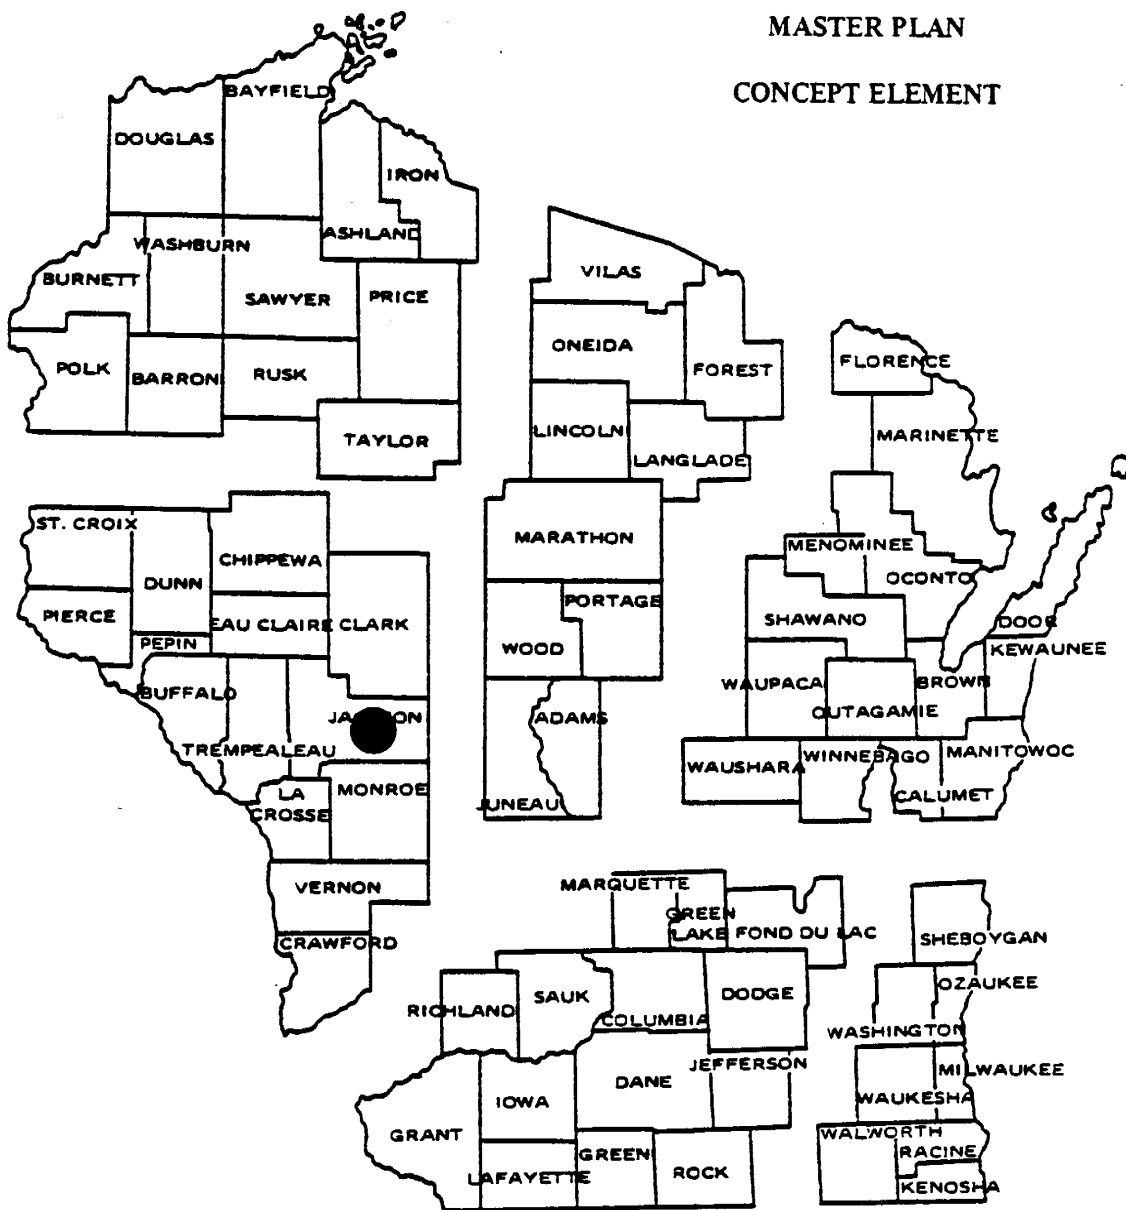 MASTER PLAN
CONCEPT ELEMENT
BAYFIELD
DOUGLAS
IRON
ASHLAND
WASHBURN
BURNETT
SAWYER
PRICE
POLK
BARRON
RUSK
TAYLOR
VILAS
ONEIDA
FOREST
LINCOLN
LANGLADE
FLORENCE
MARINETTE
ST. CROIX
CHIPPEWA
DUNN
PIERCE
EAU CLAIRE
CLARK
PEPIN
BUFFALO
TREMPEALEAU
LA
CROSSE
MONROE
VERNON
CRAWFORD
MARATHON
PORTAGE
WOOD
ADAMS
JUNEAU
MENOMINEE
OCONTO
SHAWANO
DOOR
KEWAUNEE
WAUPACA
BROWN
OUTAGAMIE
WAUSHARA
WINNEBAGO
MANITOWOC
CALUMET
MARQUETTE
GREEN
LAKE
FOND DU LAC
SHEBOYGAN
RICHLAND
SAUK
COLUMBIA
DODGE
OZAUKEE
WASHINGTON
IOWA
DANE
JEFFERSON
MILWAUKEE
WAUKESHA
GRANT
LAFAYETTE
GREEN
ROCK
WALWORTH
RACINE
KENOSHA